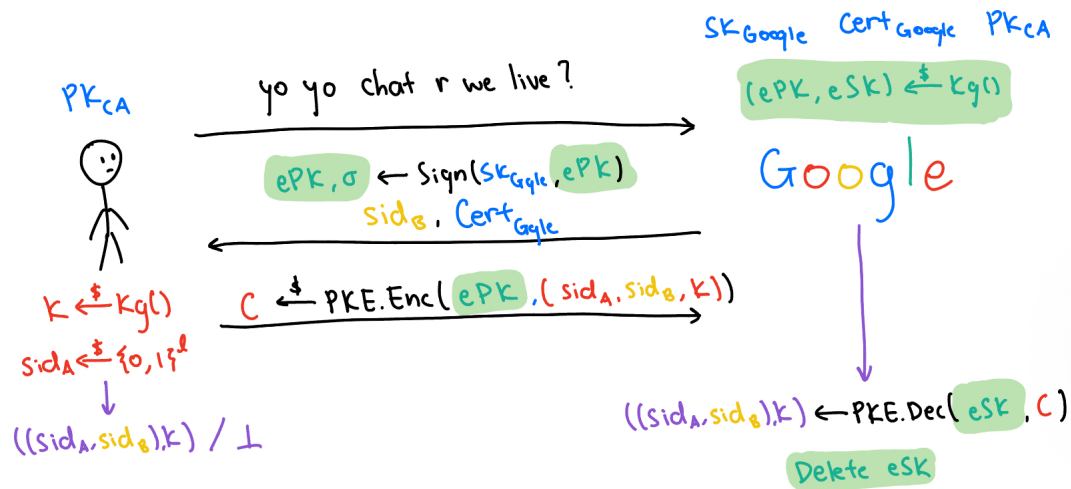 SK_Google Cert_Google PK_CA
(ePK, eSK) ←$ Kg()
PK_CA
yo yo chat r we live?
Google
ePK, σ ← Sign(SK_Ggle, ePK)
sid_B, Cert_Ggle
K ←$ Kg()
C ←$ PKE.Enc(ePK, (sid_A, sid_B, K))
sid_A ←$ {0,1}^l
((sid_A, sid_B), K) / ⊥
((sid_A, sid_B), K) ← PKE.Dec(eSK, C)
Delete eSK